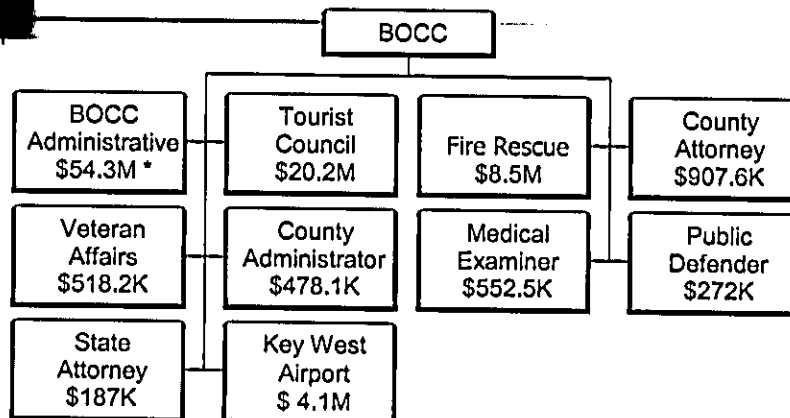 BOCC
BOCC
Administrative
$54.3M *
Tourist
Council
$20.2M
Fire Rescue
$8.5M
County
Attorney
$907.6K
Veteran
Affairs
$518.2K
County
Administrator
$478.1K
Medical
Examiner
$552.5K
Public
Defender
$272K
State
Attorney
$187K
Key West
Airport
$ 4.1M